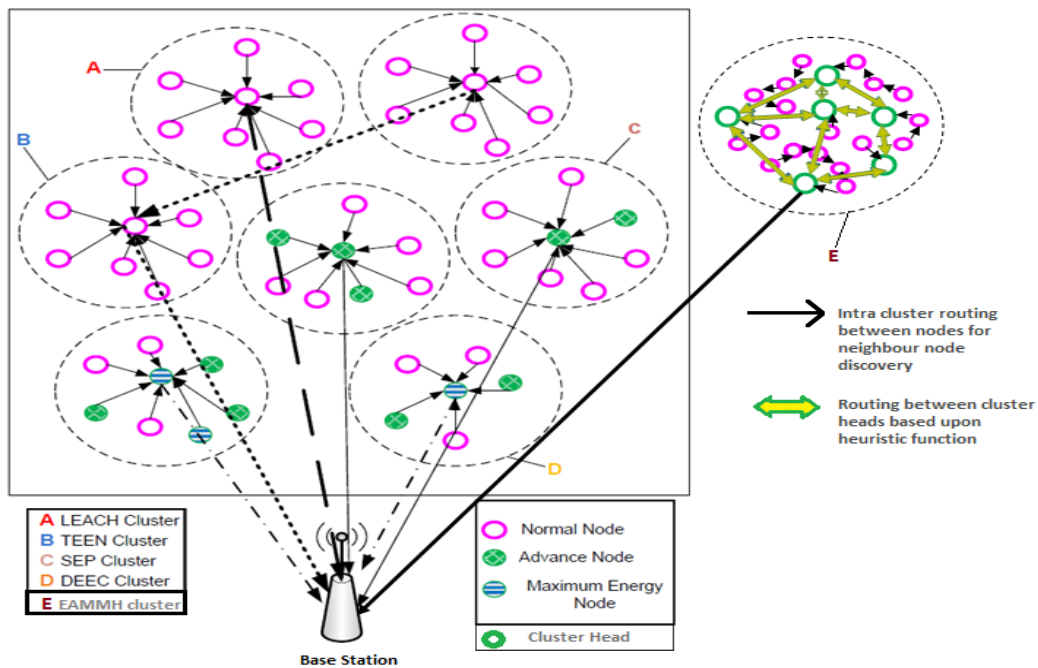 A
B
C
D
E
Intra cluster routing
between nodes for
neighbour node
discovery
Routing between cluster
heads based upon
heuristic function
A LEACH Cluster
B TEEN Cluster
C SEP Cluster
D DEEC Cluster
E EAMMH cluster
Normal Node
Advance Node
Maximum Energy
Node
Cluster Head
Base Station